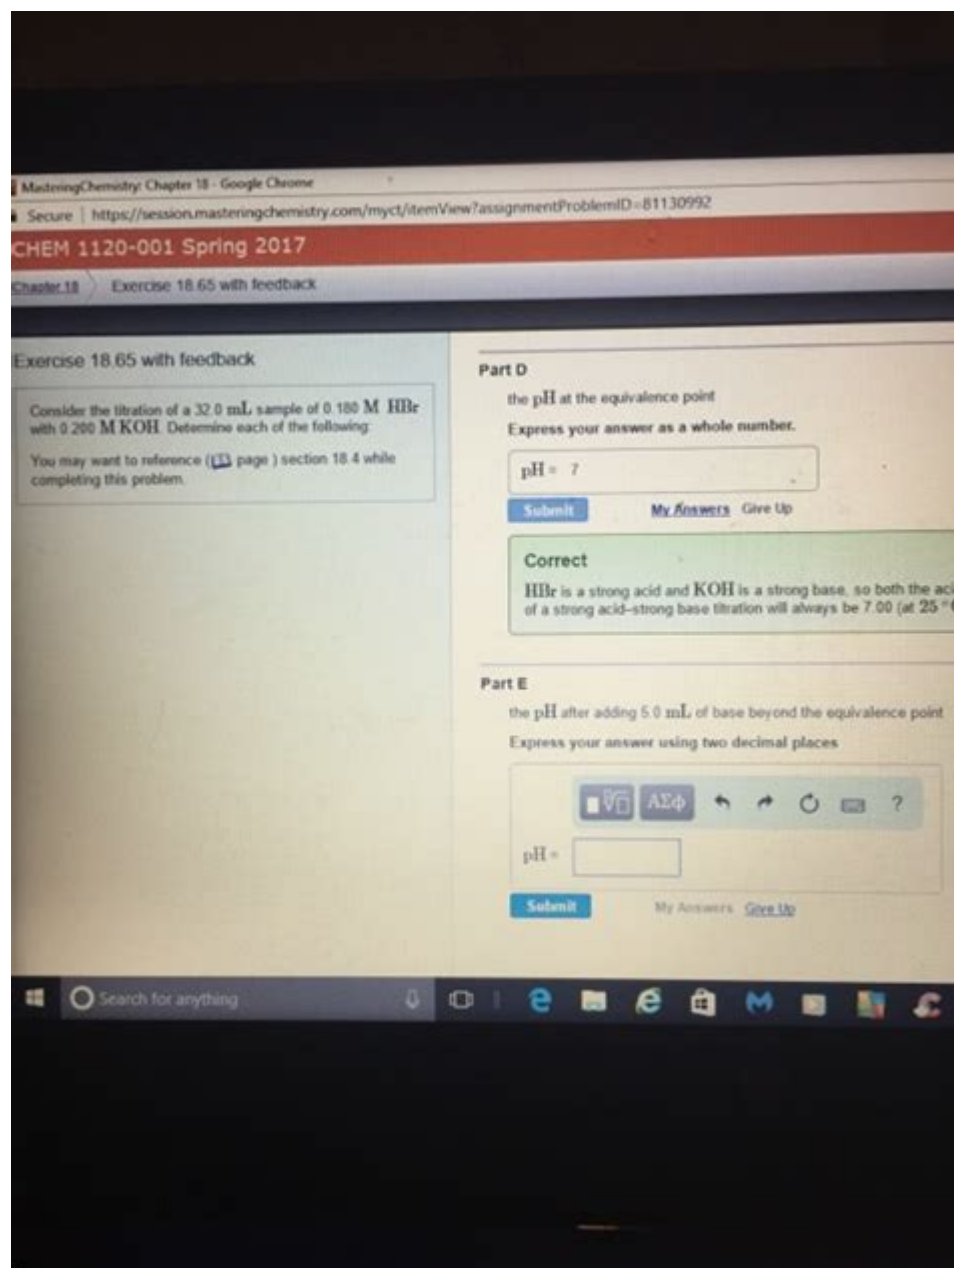 MasteringChemistry: Chapter 18 - Google Chrome
Secure | https://session.masteringchemistry.com/myct/itemView?assignmentProblemID=81130992
CHEM 1120-001 Spring 2017
Chapter 18 Exercise 18.65 with feedback
Exercise 18.65 with feedback
Consider the titration of a 32.0 mL sample of 0.180 M HBr
with 0.200 M KOH. Determine each of the following:
You may want to reference ( page ) section 18.4 while
completing this problem.
Part D
the pH at the equivalence point
Express your answer as a whole number.
pH = 7
Submit My Answers Give Up
Correct
HBr is a strong acid and KOH is a strong base, so both the aci
of a strong acid–strong base titration will always be 7.00 (at 25 °
Part E
the pH after adding 5.0 mL of base beyond the equivalence point
Express your answer using two decimal places
ΑΣφ ?
pH =
Submit My Answers Give Up
Search for anything